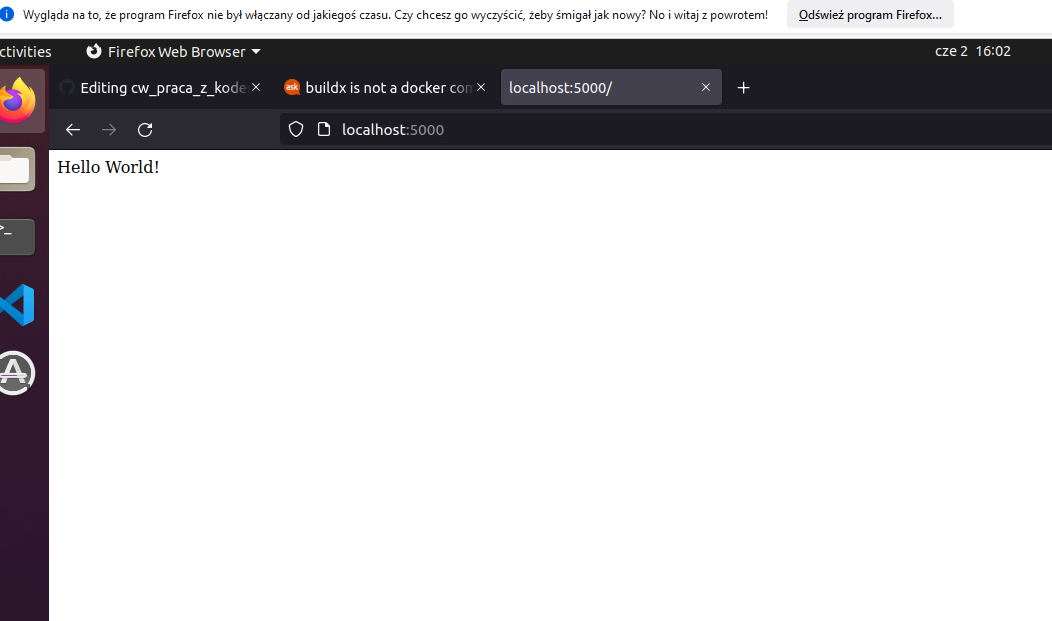 Wygląda na to, że program Firefox nie był włączany od jakiegoś czasu. Czy chcesz go wyczyścić, żeby śmigał jak nowy? No i witaj z powrotem! Odśwież program Firefox...
ctivities Firefox Web Browser cze 2 16:02
Editing cw_praca_z_kode buildx is not a docker com localhost:5000/
localhost:5000
Hello World!